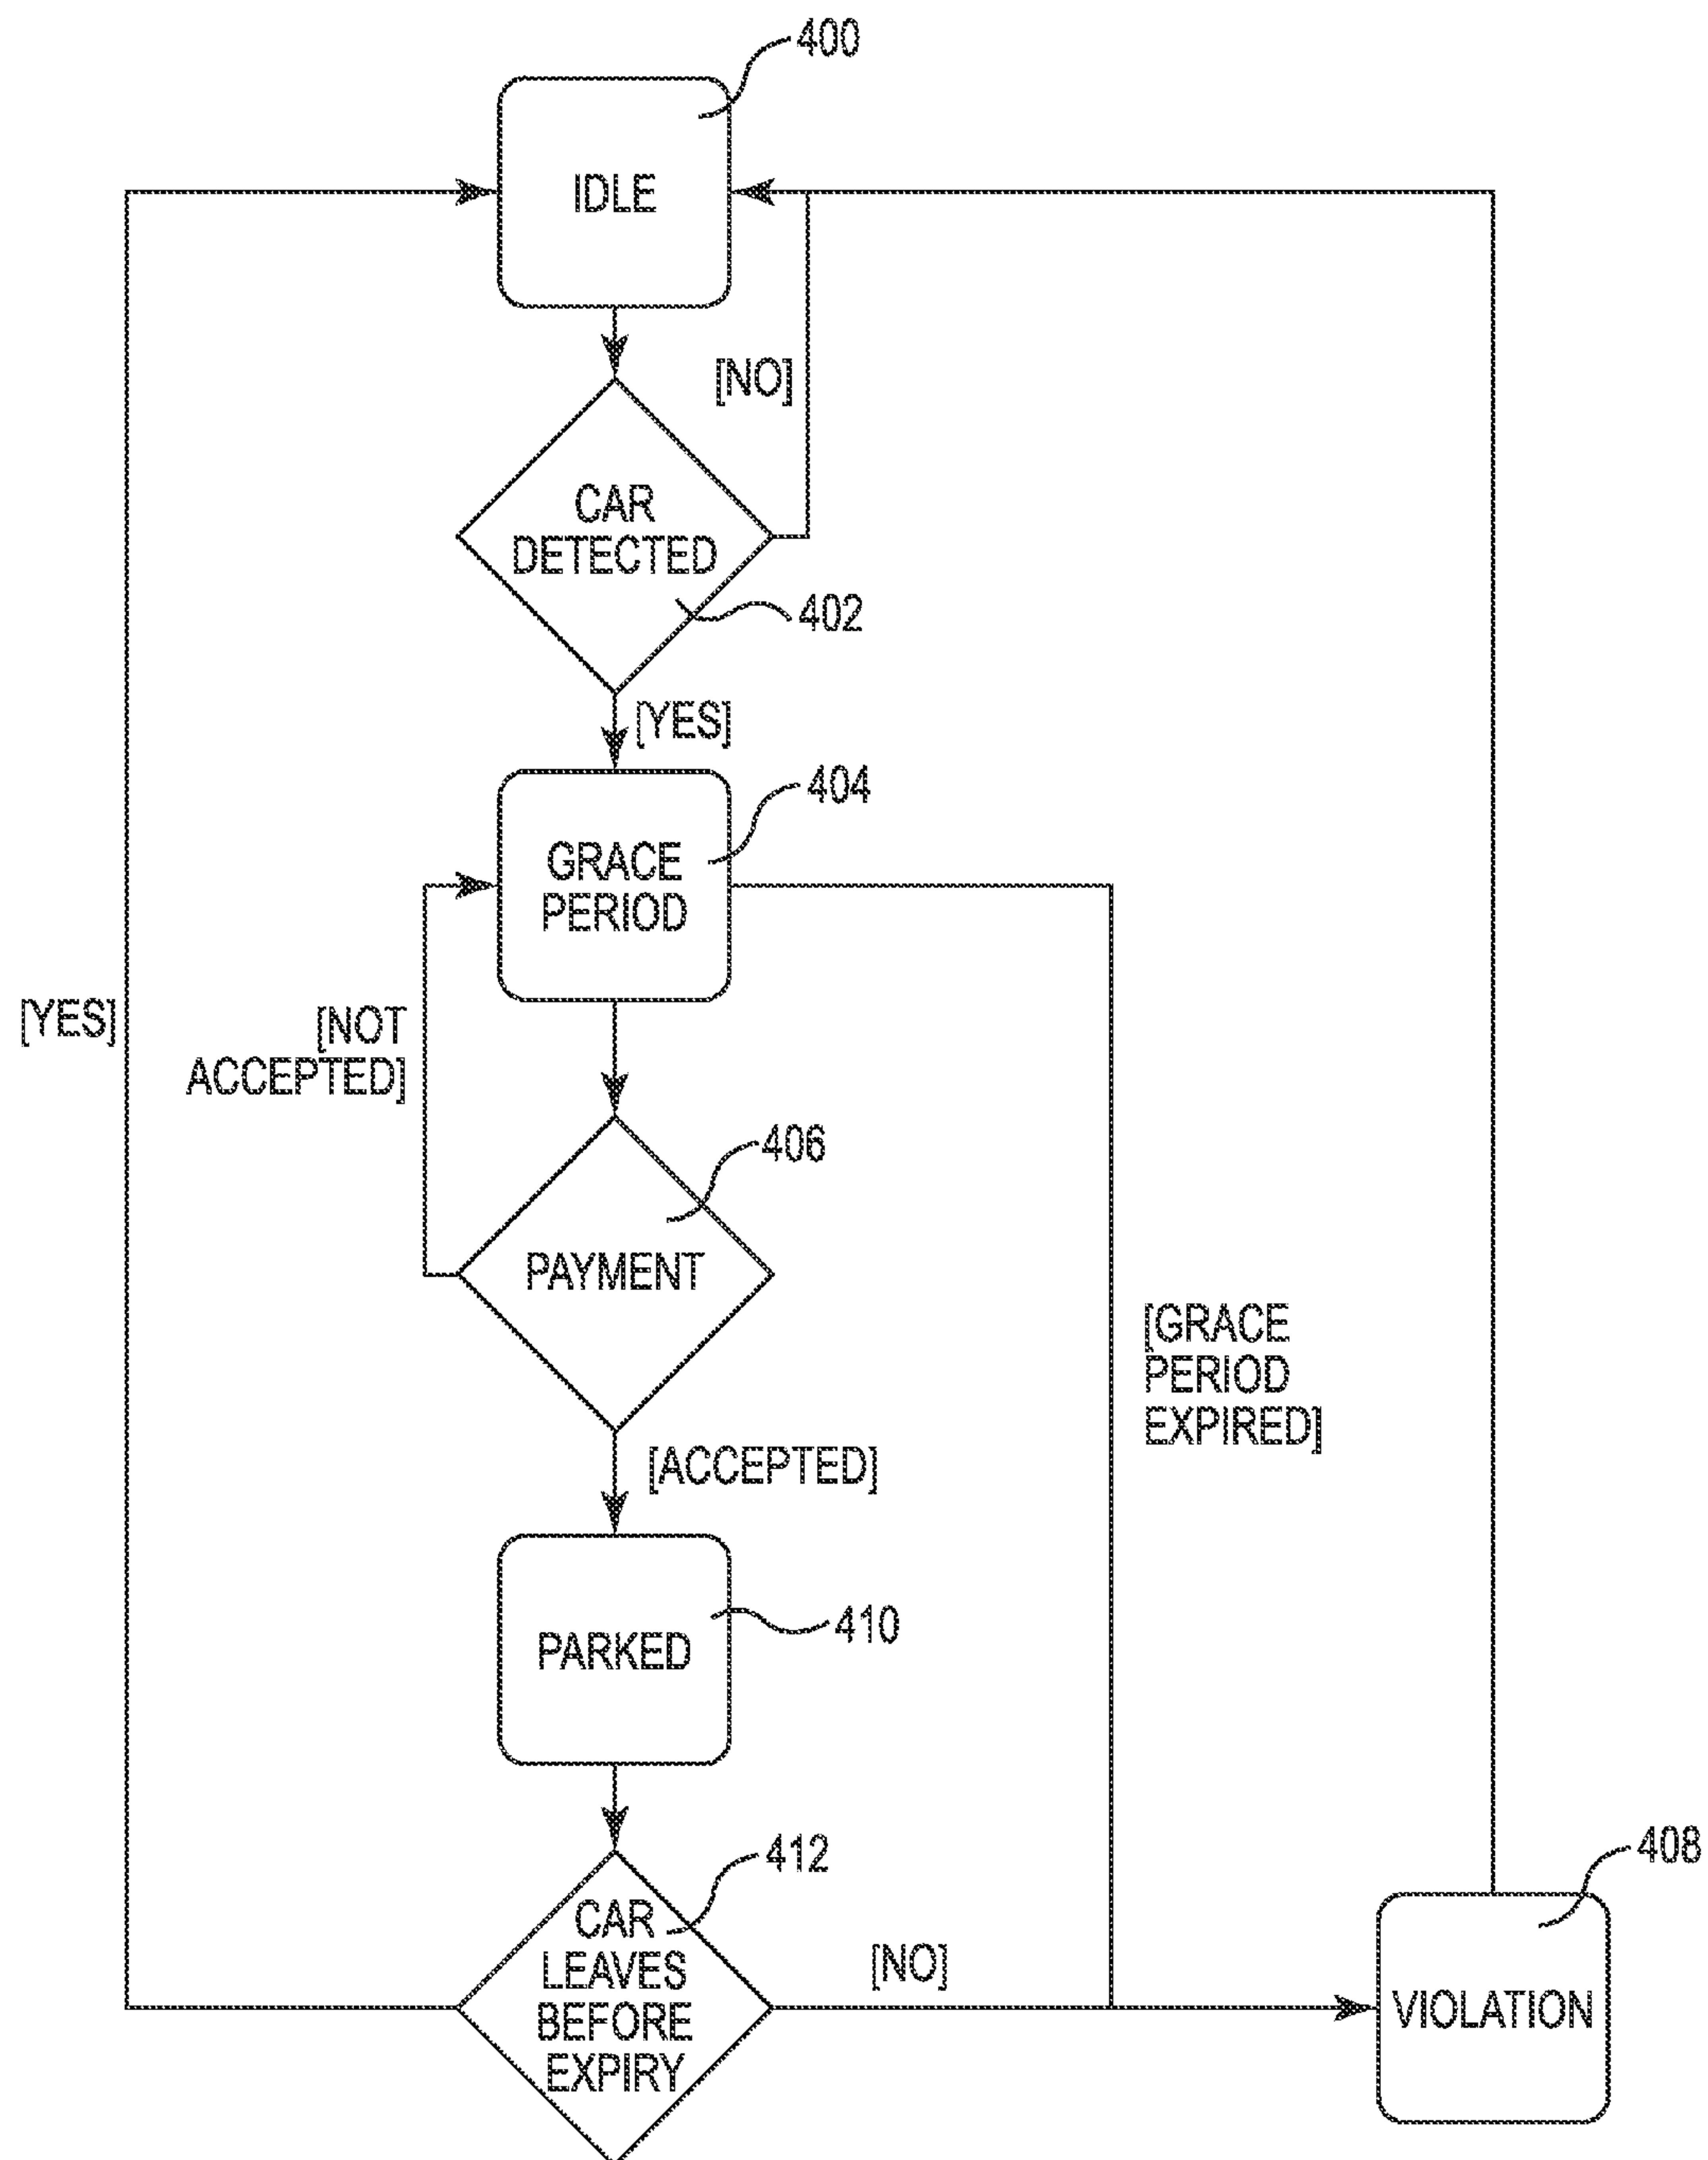 400
IDLE
[NO]
CAR
DETECTED
402
[YES]
404
GRACE
PERIOD
[YES]
[NOT
ACCEPTED]
406
PAYMENT
[GRACE
PERIOD
EXPIRED]
[ACCEPTED]
410
PARKED
412
408
CAR
LEAVES
BEFORE
EXPIRY
[NO]
VIOLATION